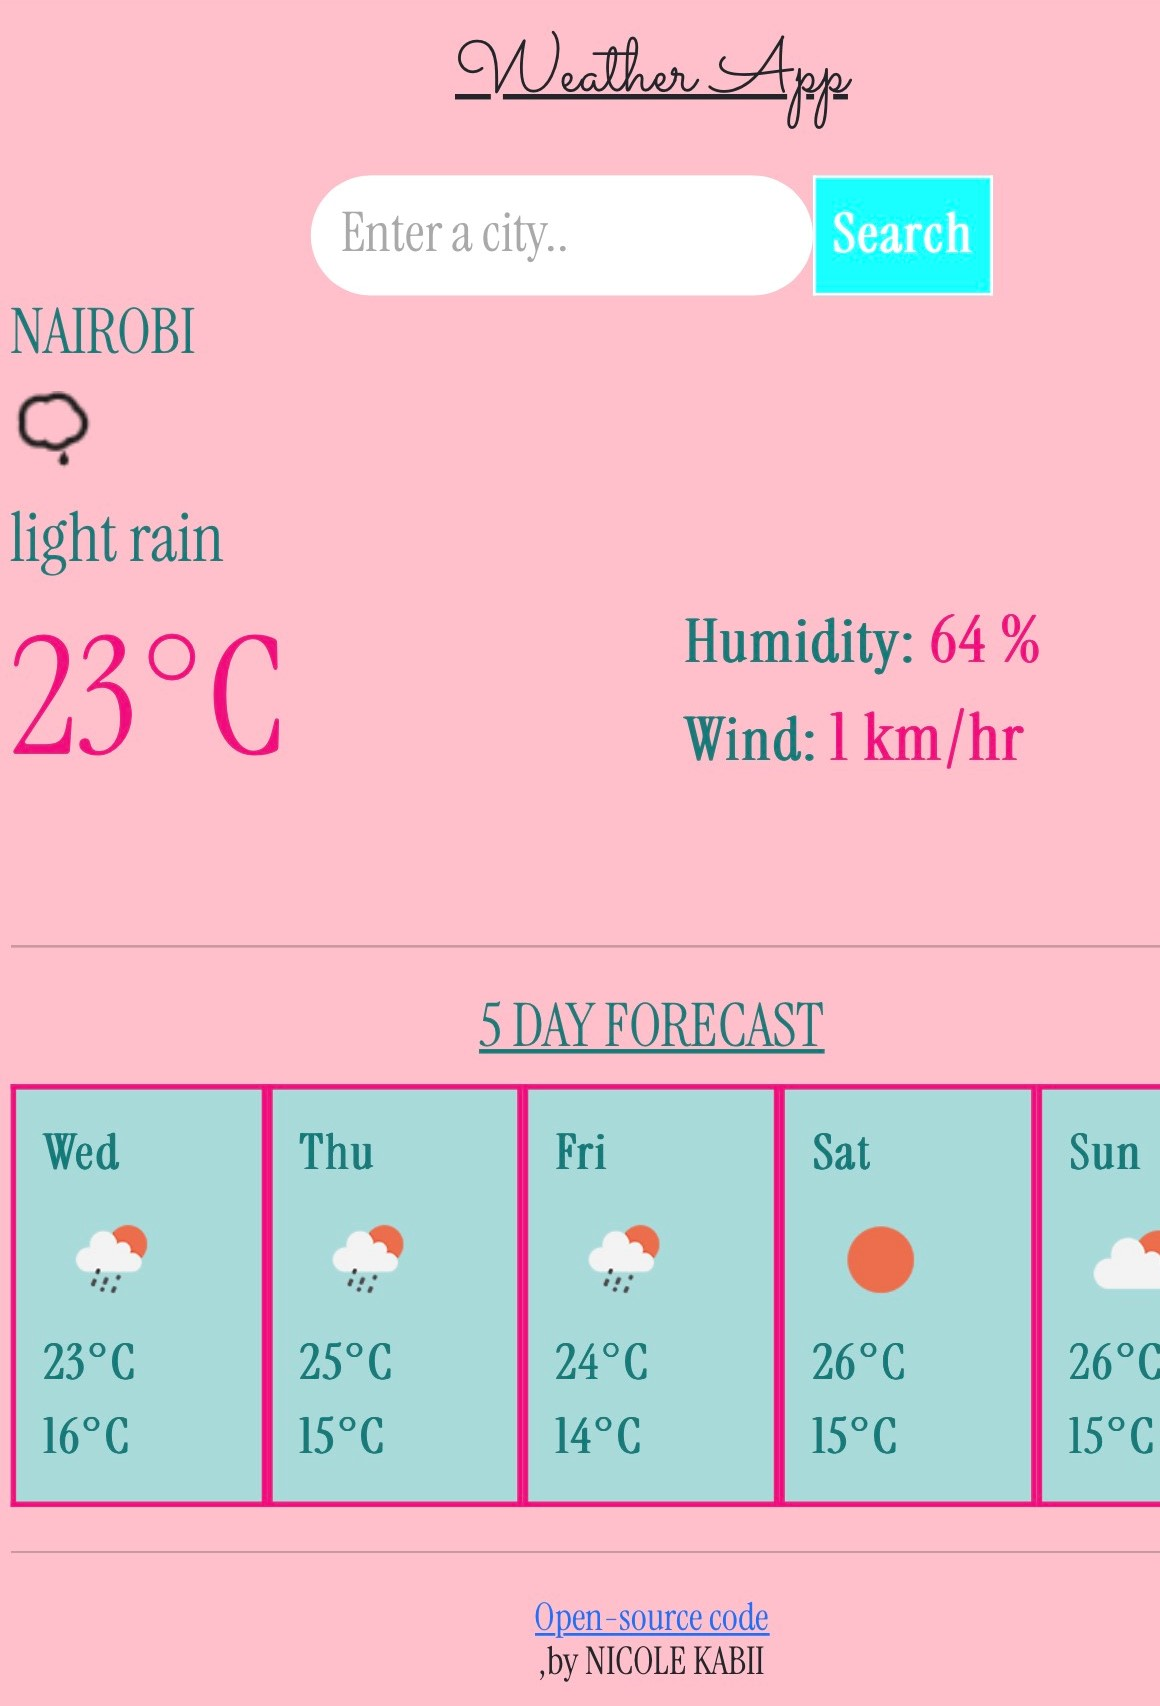 Weather App
Enter a city..
Search
NAIROBI
light rain
23°C
Humidity: 64 %
Wind: 1 km/hr
5 DAY FORECAST
Wed Thu Fri Sat Sun
23°C 25°C 24°C 26°C 26°C
16°C 15°C 14°C 15°C 15°C
Open-source code
,by NICOLE KABII